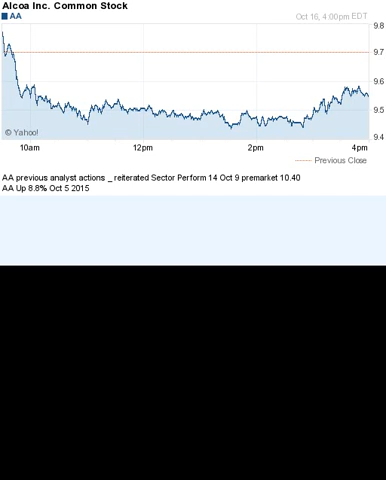 Alcoa Inc. Common Stock
AA Oct 16, 4:00pm EDT
9.8
9.7
9.6
9.5
9.4
© Yahoo!
10am 12pm 2pm 4pm
Previous Close
AA previous analyst actions _ reiterated Sector Perform 14 Oct 9 premarket 10.40
AA Up 8.8% Oct 5 2015